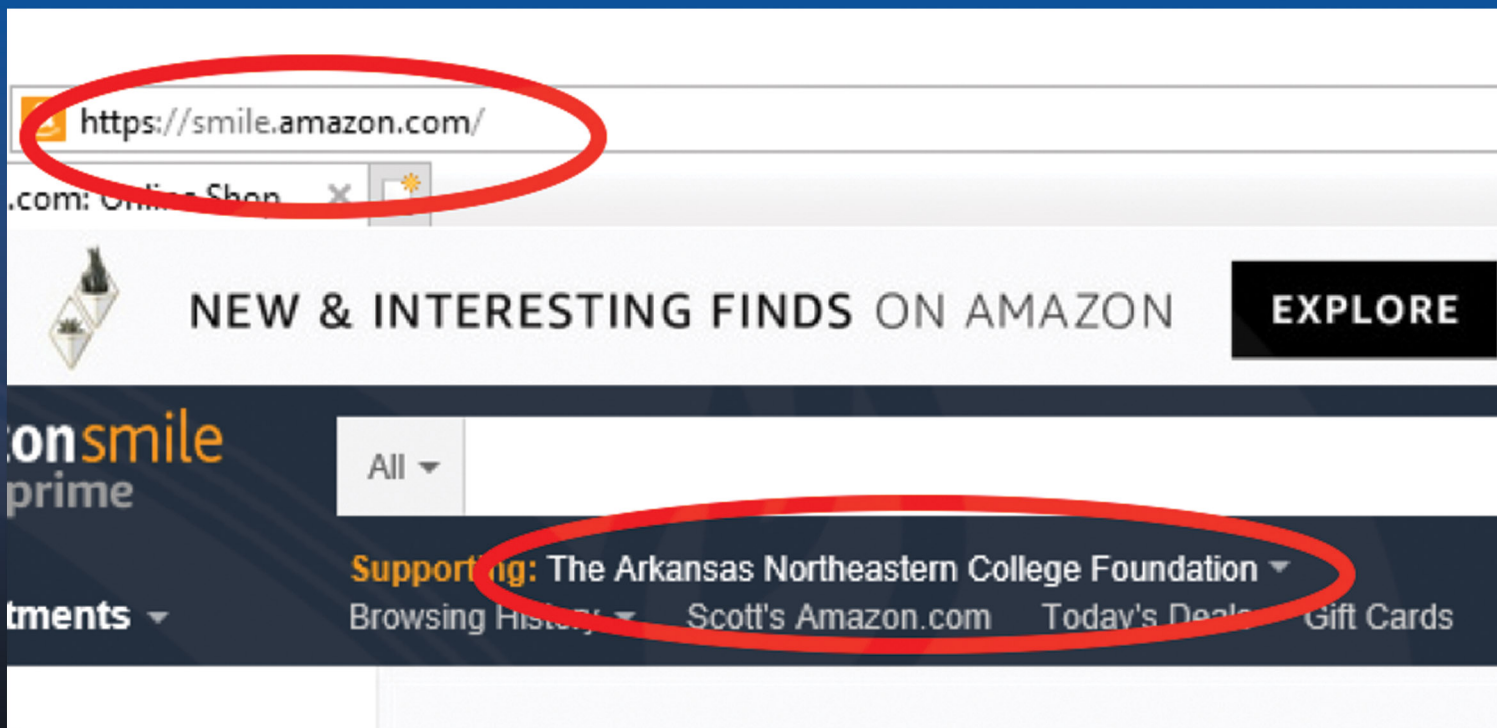 https://smile.amazon.com/
.com: Online Shop
NEW & INTERESTING FINDS ON AMAZON
EXPLORE
onsmile
prime
All
Supporting: The Arkansas Northeastern College Foundation
tments
Browsing History Scott's Amazon.com Today's Deals Gift Cards